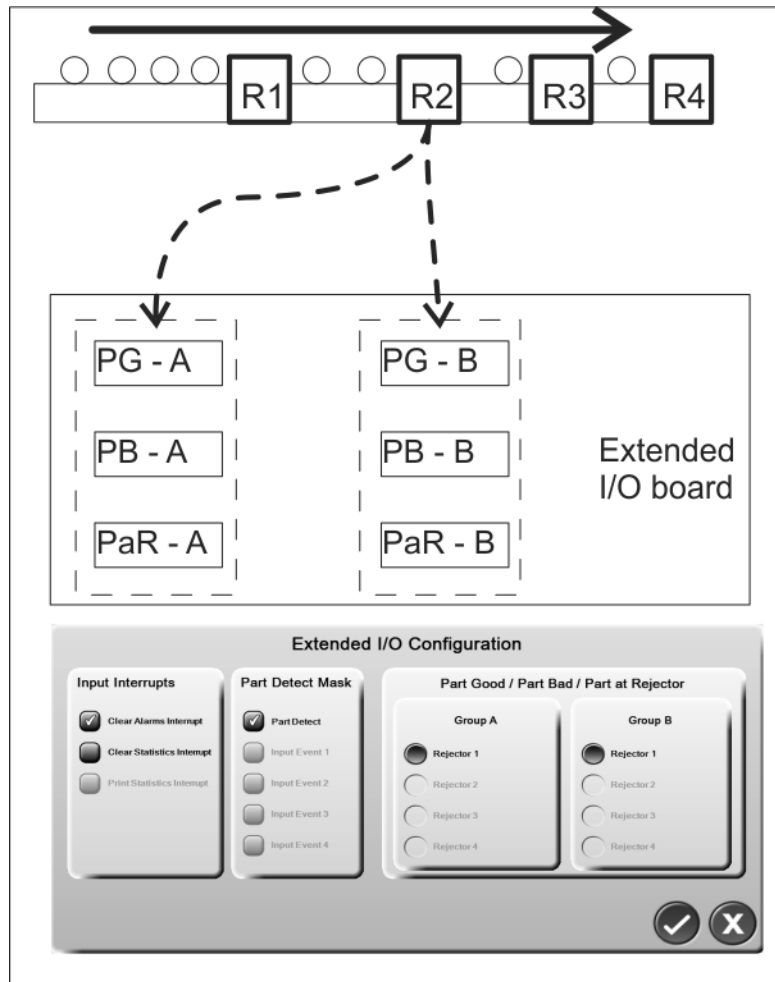 R1 R2 R3 R4
PG - A PG - B
PB - A PB - B
Extended
I/O board
PaR - A PaR - B
Extended I/O Configuration
Input Interrupts
Clear Alarms Interrupt
Clear Statistics Interrupt
Print Statistics Interrupt
Part Detect Mask
Part Detect
Input Event 1
Input Event 2
Input Event 3
Input Event 4
Part Good / Part Bad / Part at Rejector
Group A
Rejector 1
Rejector 2
Rejector 3
Rejector 4
Group B
Rejector 1
Rejector 2
Rejector 3
Rejector 4
X